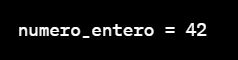 numero_entero = 42